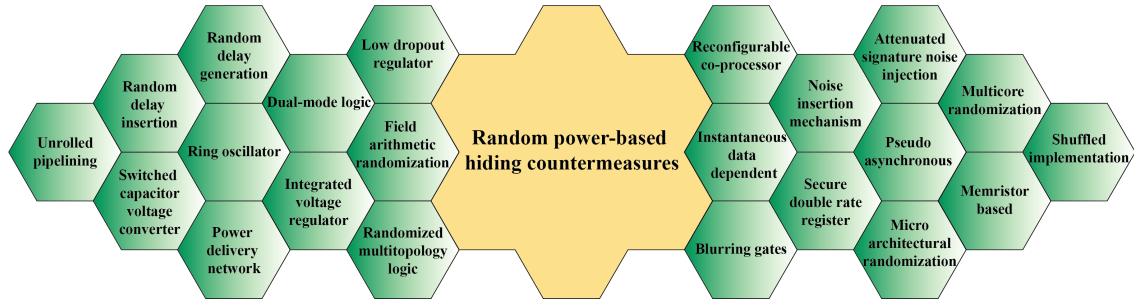 Unrolled
pipelining
Random
delay
insertion
Switched
capacitor
voltage
converter
Random
delay
generation
Ring oscillator
Power
delivery
network
Dual-mode logic
Integrated
voltage
regulator
Low dropout
regulator
Field
arithmetic
randomization
Randomized
multitopology
logic
Random power-based
hiding countermeasures
Reconfigurable
co-processor
Instantaneous
data
dependent
Blurring gates
Noise
insertion
mechanism
Secure
double rate
register
Attenuated
signature noise
injection
Pseudo
asynchronous
Micro
architectural
randomization
Multicore
randomization
Memristor
based
Shuffled
implementation